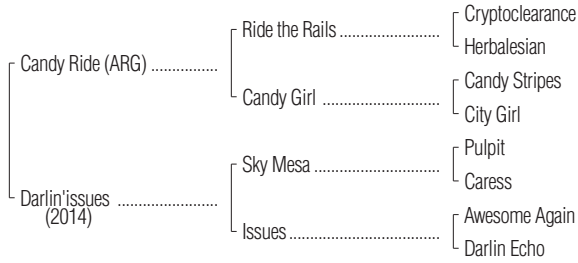 Cryptoclearance
Ride the Rails ....................
Herbalesian
Candy Ride (ARG) ................
Candy Stripes
Candy Girl ........................
City Girl
Pulpit
Sky Mesa .........................
Caress
Darlin'issues ........................
(2014)
Awesome Again
Issues ..............................
Darlin Echo